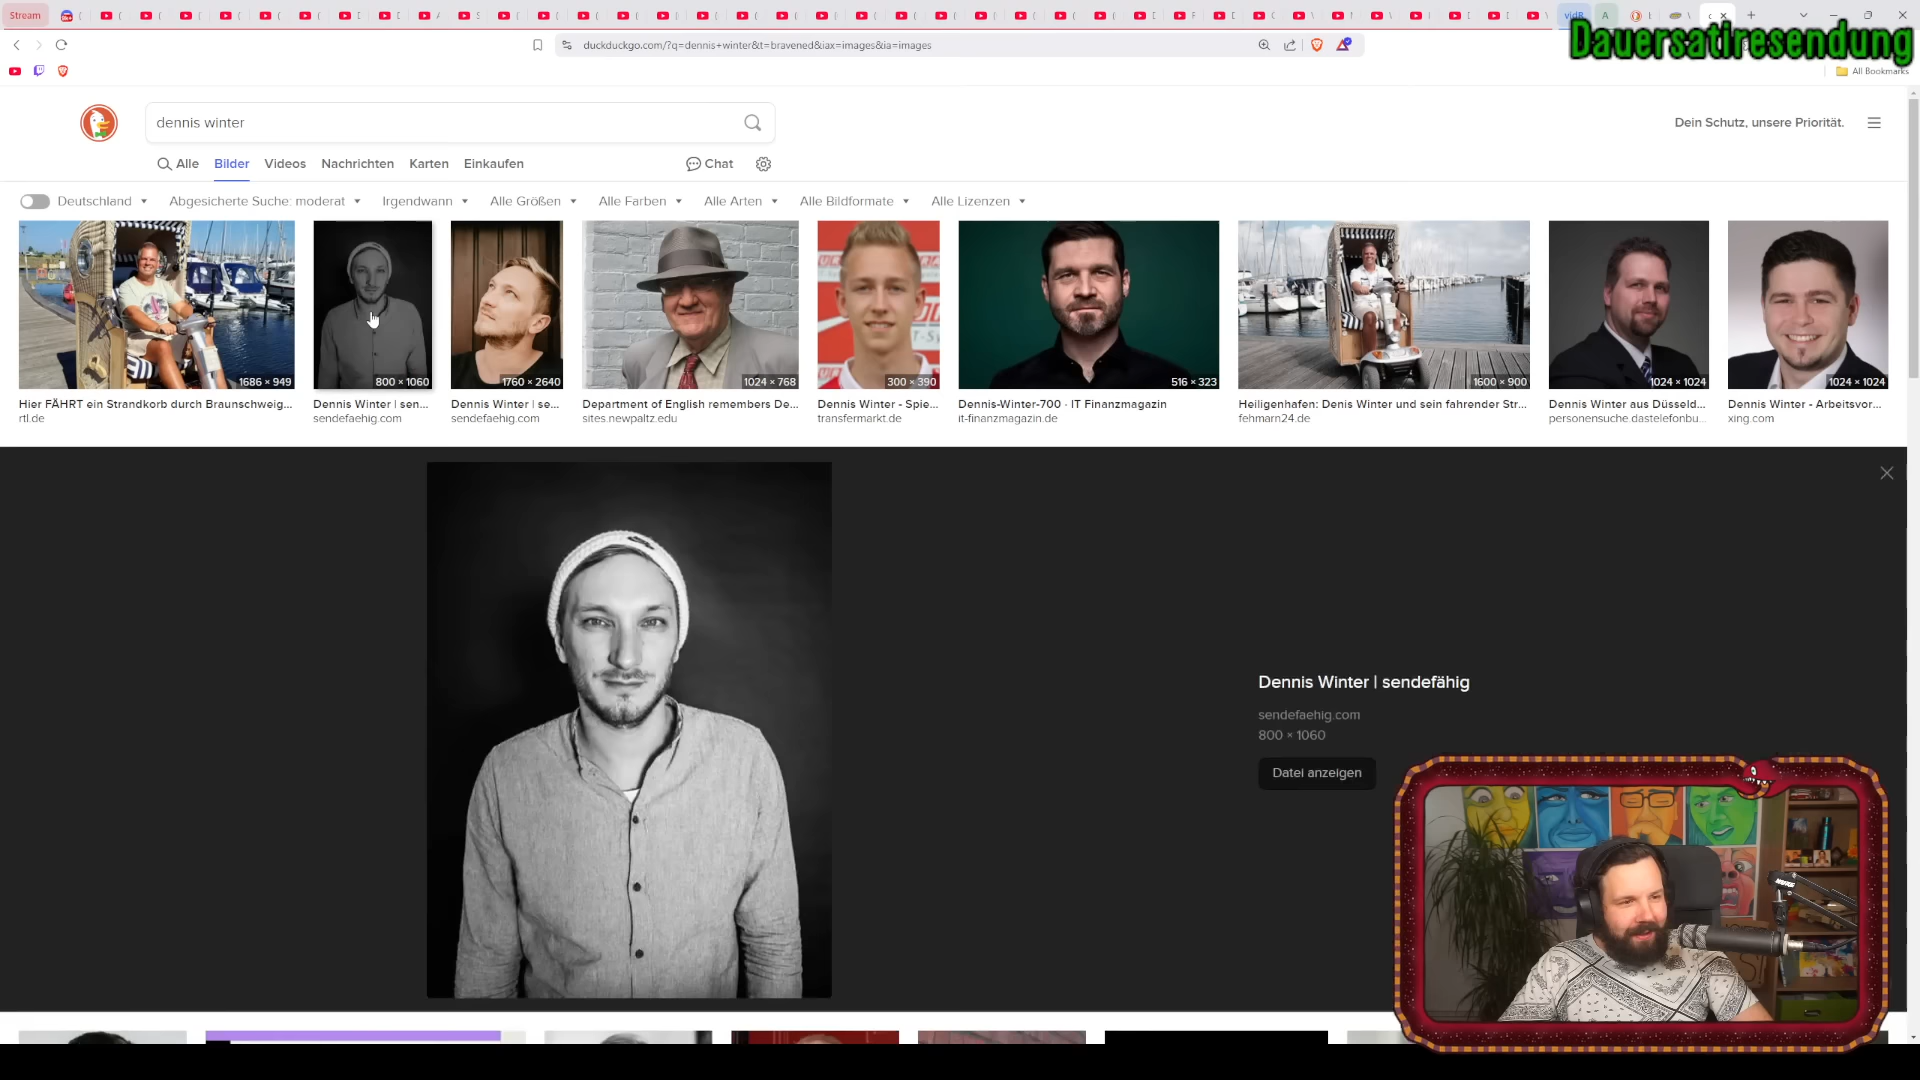 Stream
vidB
A
duckduckgo.com/?q=dennis+winter&t=bravened&iax=images&ia=images
Dauersatiresendung
All Bookmarks
dennis winter
Dein Schutz, unsere Priorität.
Alle Bilder Videos Nachrichten Karten Einkaufen Chat
Deutschland Abgesicherte Suche: moderat Irgendwann Alle Größen Alle Farben Alle Arten Alle Bildformate Alle Lizenzen
1686 × 949 800 × 1060 1760 × 2640 1024 × 768 300 × 390 516 × 323 1600 × 900 1024 × 1024 1024 × 1024
Hier FÄHRT ein Strandkorb durch Braunschweig... Dennis Winter | sen... Dennis Winter | se... Department of English remembers De... Dennis Winter - Spie... Dennis-Winter-700 · IT Finanzmagazin Heiligenhafen: Denis Winter und sein fahrender Str... Dennis Winter aus Düsseld... Dennis Winter - Arbeitsvor...
rtl.de sendefaehig.com sendefaehig.com sites.newpaltz.edu transfermarkt.de it-finanzmagazin.de fehmarn24.de personensuche.dastelefonbu... xing.com
Dennis Winter | sendefähig
sendefaehig.com
800 × 1060
Datei anzeigen